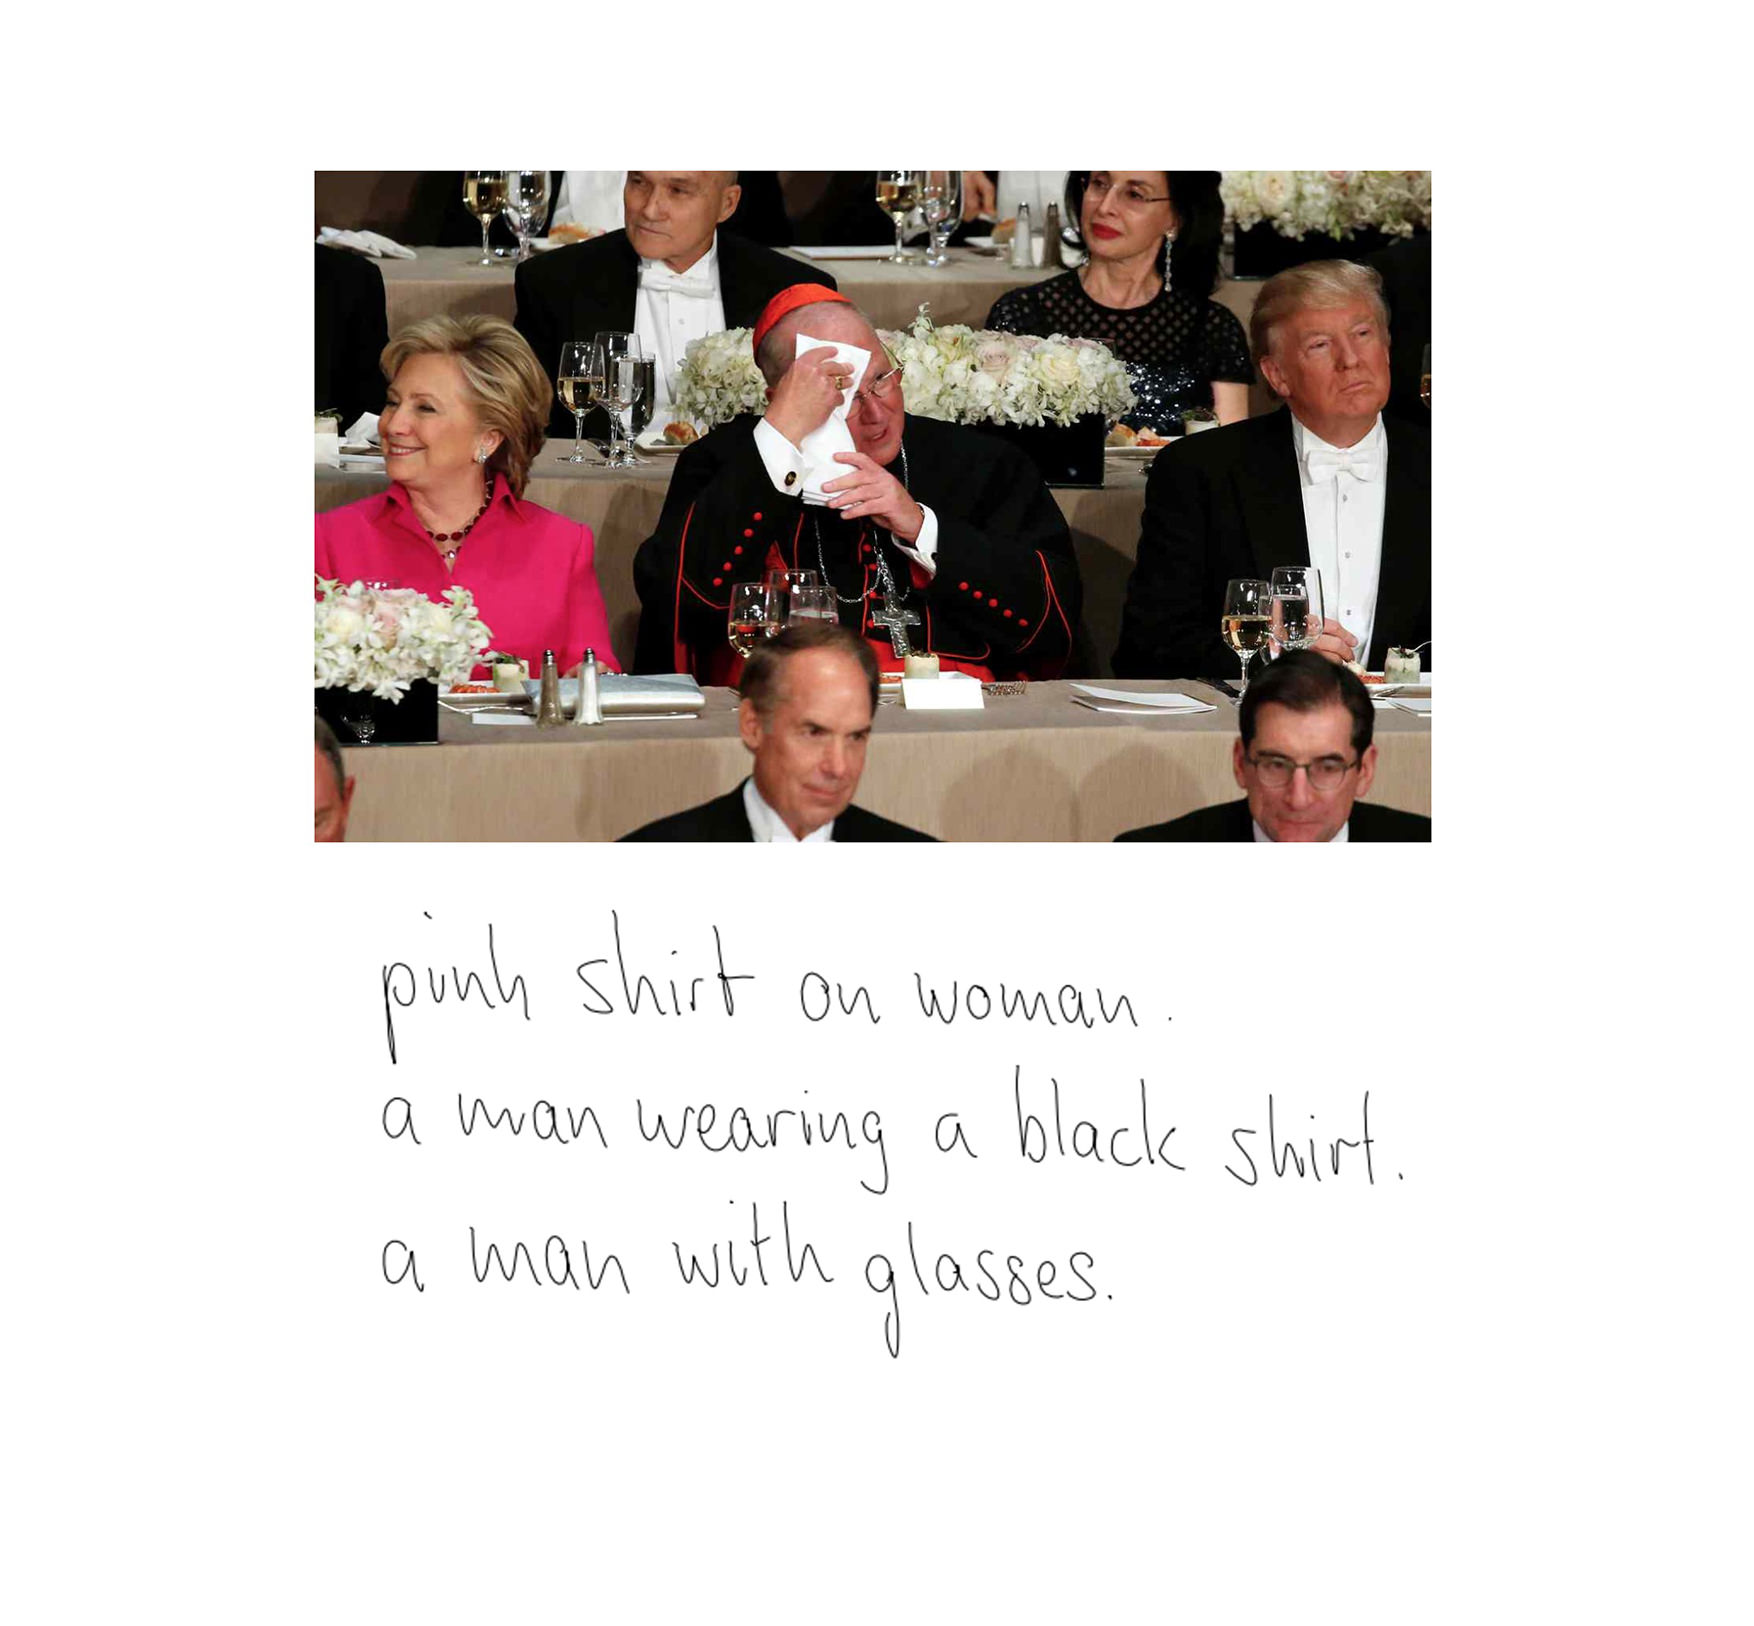 pink shirt on woman.
a man wearing a black shirt.
a man with glasses.